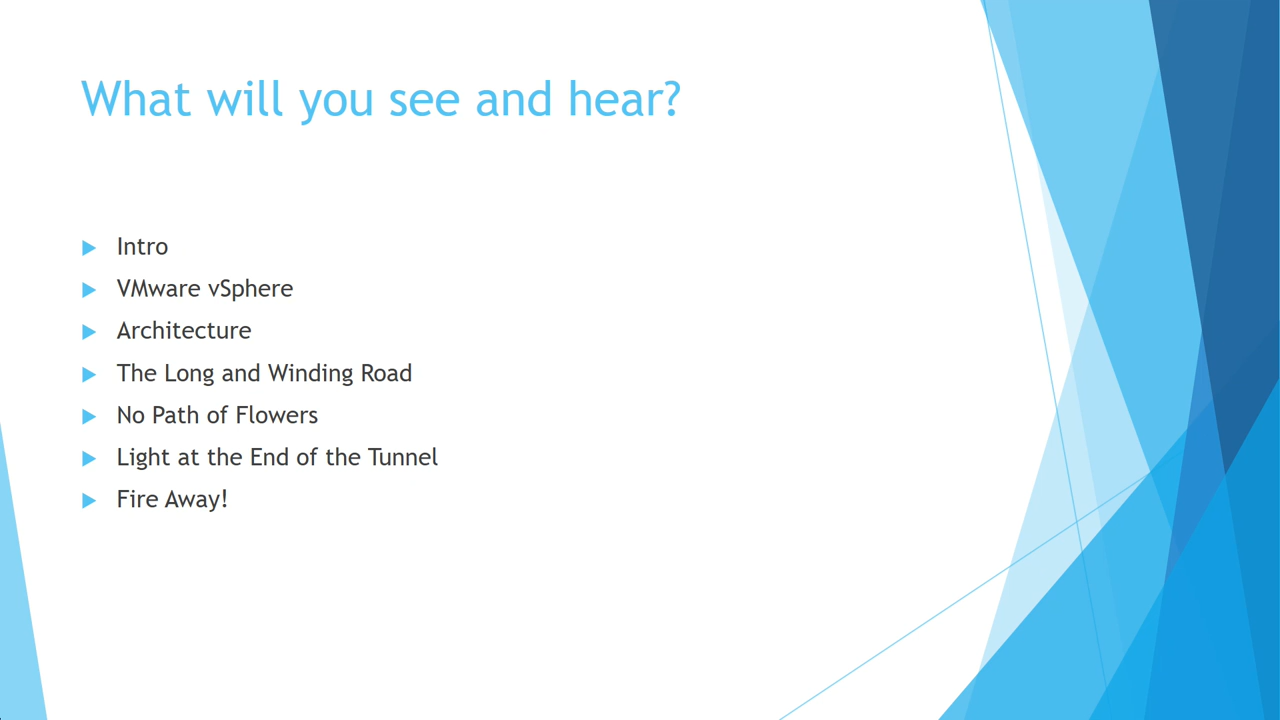 What will you see and hear?
Intro
VMware vSphere
Architecture
The Long and Winding Road
No Path of Flowers
Light at the End of the Tunnel
Fire Away!